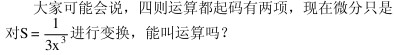 大家可能会说，四则运算都起码有两项，现在微分只是
对S=1/(3x³)进行变换，能叫运算吗？